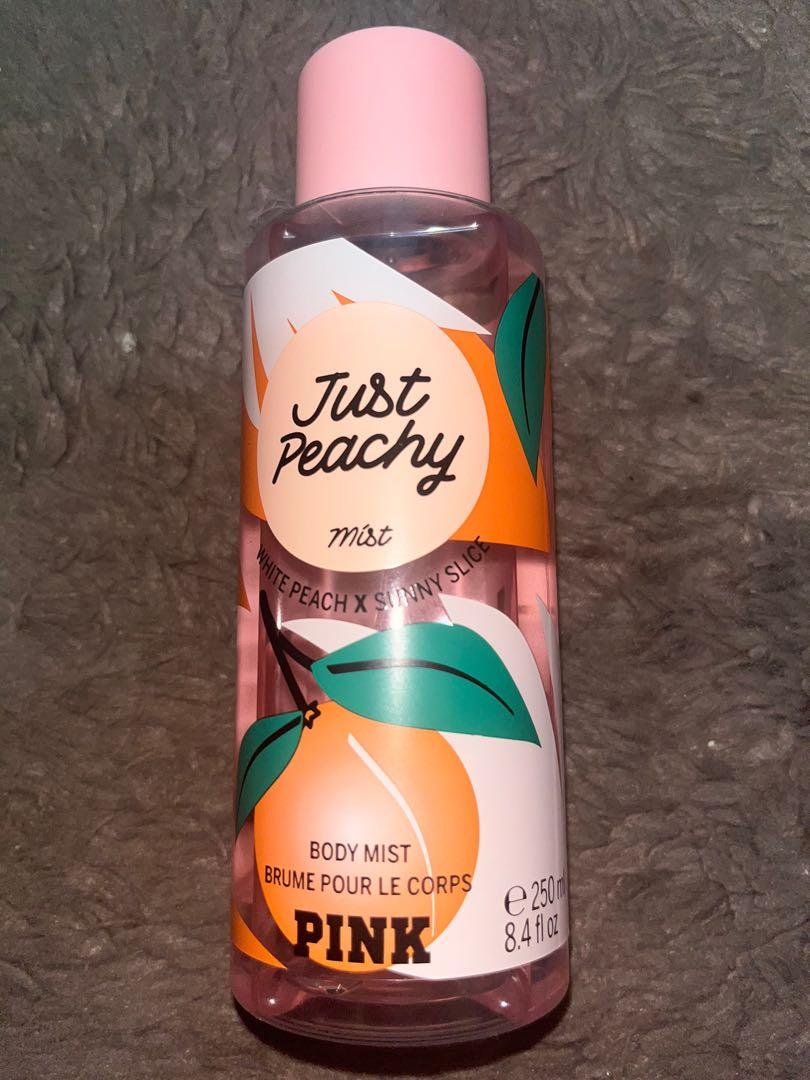 Just
Peachy
mist
WHITE PEACH X SUNNY SLICE
BODY MIST
BRUME POUR LE CORPS
PINK
e 250 ml
8.4 fl oz